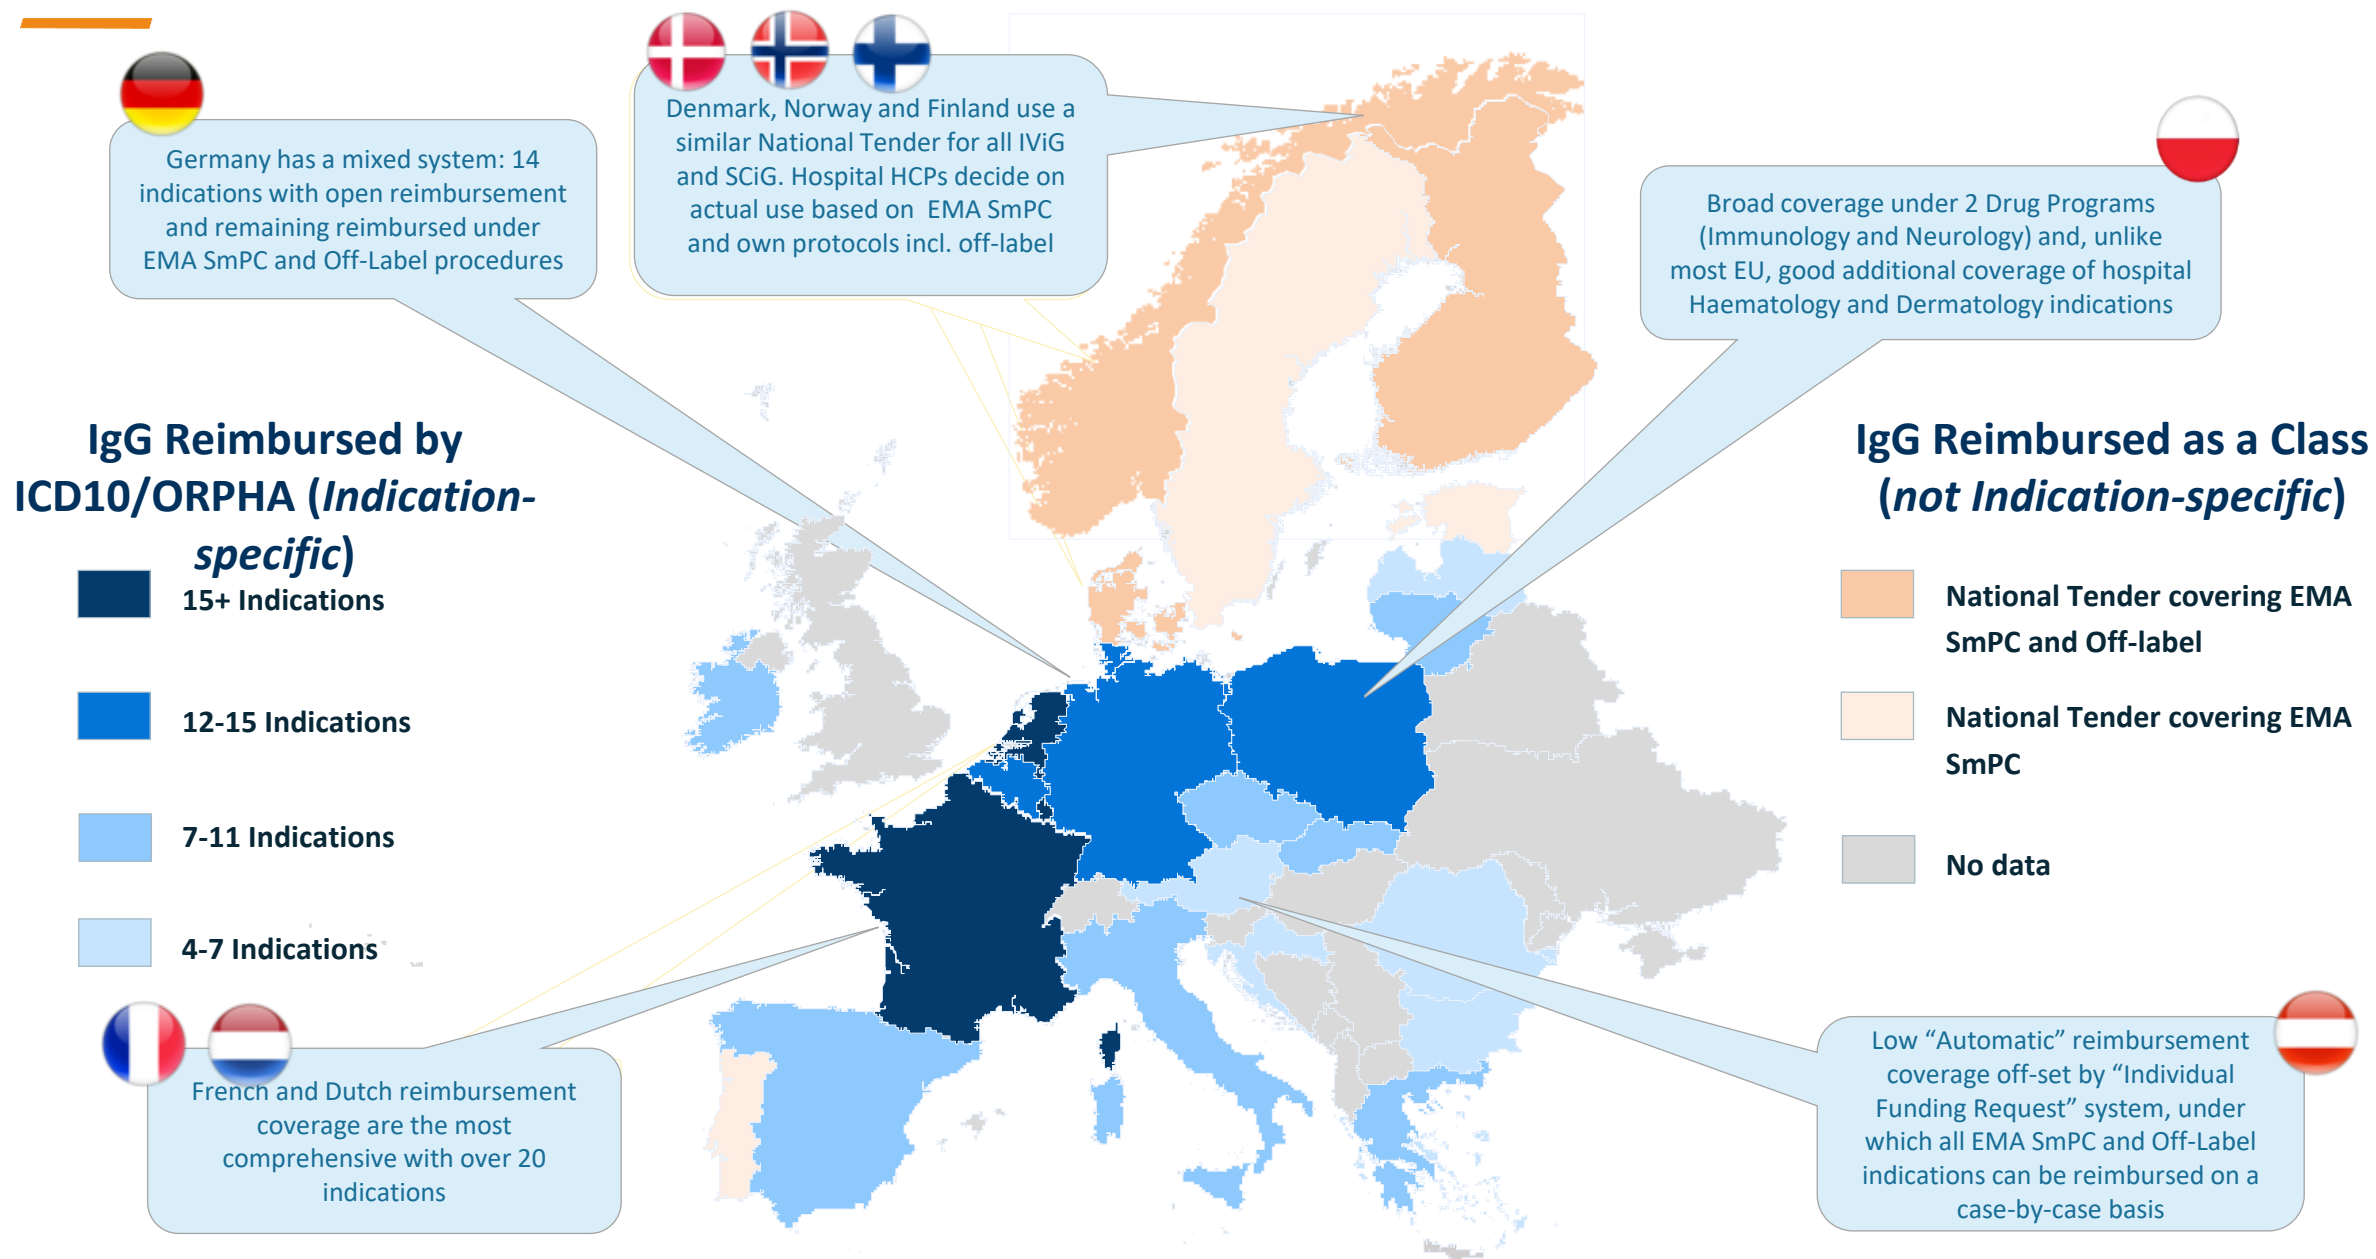 Germany has a mixed system: 14
indications with open reimbursement
and remaining reimbursed under
EMA SmPC and Off-Label procedures
Denmark, Norway and Finland use a
similar National Tender for all IViG
and SCiG. Hospital HCPs decide on
actual use based on EMA SmPC
and own protocols incl. off-label
Broad coverage under 2 Drug Programs
(Immunology and Neurology) and, unlike
most EU, good additional coverage of hospital
Haematology and Dermatology indications
IgG Reimbursed by
ICD10/ORPHA (Indication-
specific)
15+ Indications
12-15 Indications
7-11 Indications
4-7 Indications
IgG Reimbursed as a Class
(not Indication-specific)
National Tender covering EMA
SmPC and Off-label
National Tender covering EMA
SmPC
No data
French and Dutch reimbursement
coverage are the most
comprehensive with over 20
indications
Low “Automatic” reimbursement
coverage off-set by “Individual
Funding Request” system, under
which all EMA SmPC and Off-Label
indications can be reimbursed on a
case-by-case basis